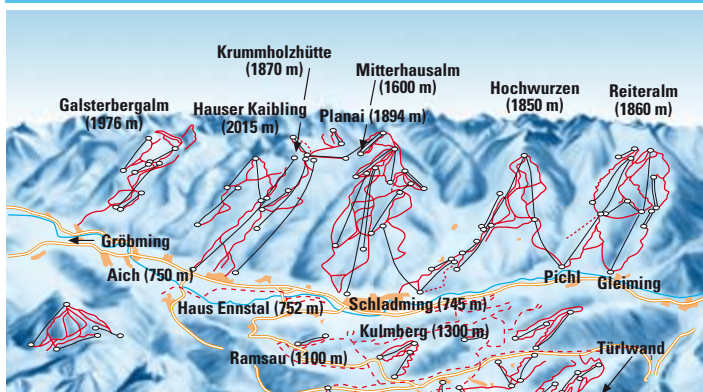 Krummholzhütte
(1870 m)
Mitterhausalm
(1600 m)
Hochwurzen
(1850 m)
Reiteralm
(1860 m)
Galsterbergalm
(1976 m)
Hauser Kaibling
(2015 m)
Planai (1894 m)
Gröbming
Aich (750 m)
Pichl
Gleiming
Haus Ennstal (752 m)
Schladming (745 m)
Kulmberg (1300 m)
Ramsau (1100 m)
Türlwand